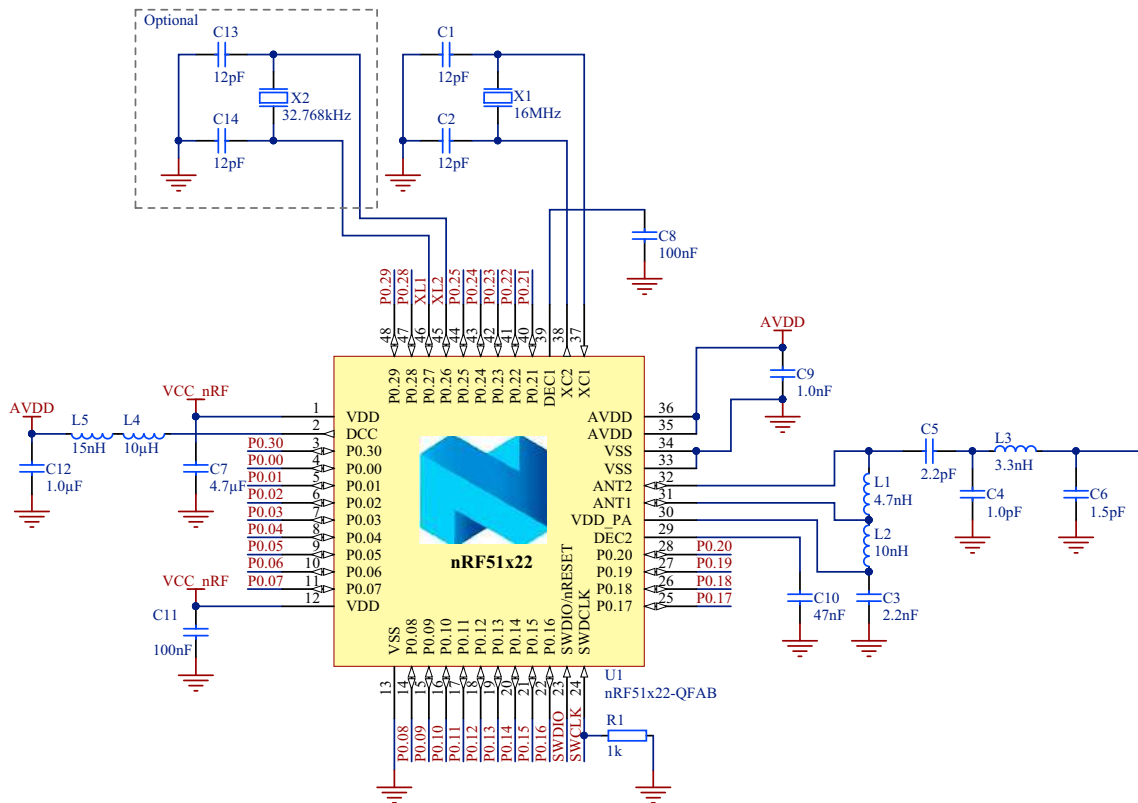 Optional
C13
12pF
X2
32.768kHz
C14
12pF
C1
12pF
X1
16MHz
C2
12pF
C8
100nF
P0.29
P0.28
XL1
XL2
P0.25
P0.24
P0.23
P0.22
P0.21
48
47
46
45
44
43
42
41
40
39
38
37
P0.29
P0.28
P0.27
P0.26
P0.25
P0.24
P0.23
P0.22
P0.21
DEC1
XC2
XC1
AVDD
C9
1.0nF
AVDD
L5
15nH
L4
10µH
C12
1.0µF
VCC_nRF
C7
4.7µF
VCC_nRF
C11
100nF
1 VDD
2 DCC
P0.30 3 P0.30
P0.00 4 P0.00
P0.01 5 P0.01
P0.02 6 P0.02
P0.03 7 P0.03
P0.04 8 P0.04
P0.05 9 P0.05
P0.06 10 P0.06
P0.07 11 P0.07
12 VDD
nRF51x22
AVDD 36
AVDD 35
VSS 34
VSS 33
ANT2 32
ANT1 31
VDD_PA 30
DEC2 29
P0.20 28 P0.20
P0.19 27 P0.19
P0.18 26 P0.18
P0.17 25 P0.17
C5
2.2pF
L3
3.3nH
L1
4.7nH
L2
10nH
C4
1.0pF
C6
1.5pF
C10
47nF
C3
2.2nF
VSS
P0.08
P0.09
P0.10
P0.11
P0.12
P0.13
P0.14
P0.15
P0.16
SWDIO/nRESET
SWDCLK
13
14
15
16
17
18
19
20
21
22
23
24
P0.08
P0.09
P0.10
P0.11
P0.12
P0.13
P0.14
P0.15
P0.16
SWDIO
SWCLK
U1
nRF51x22-QFAB
R1
1k